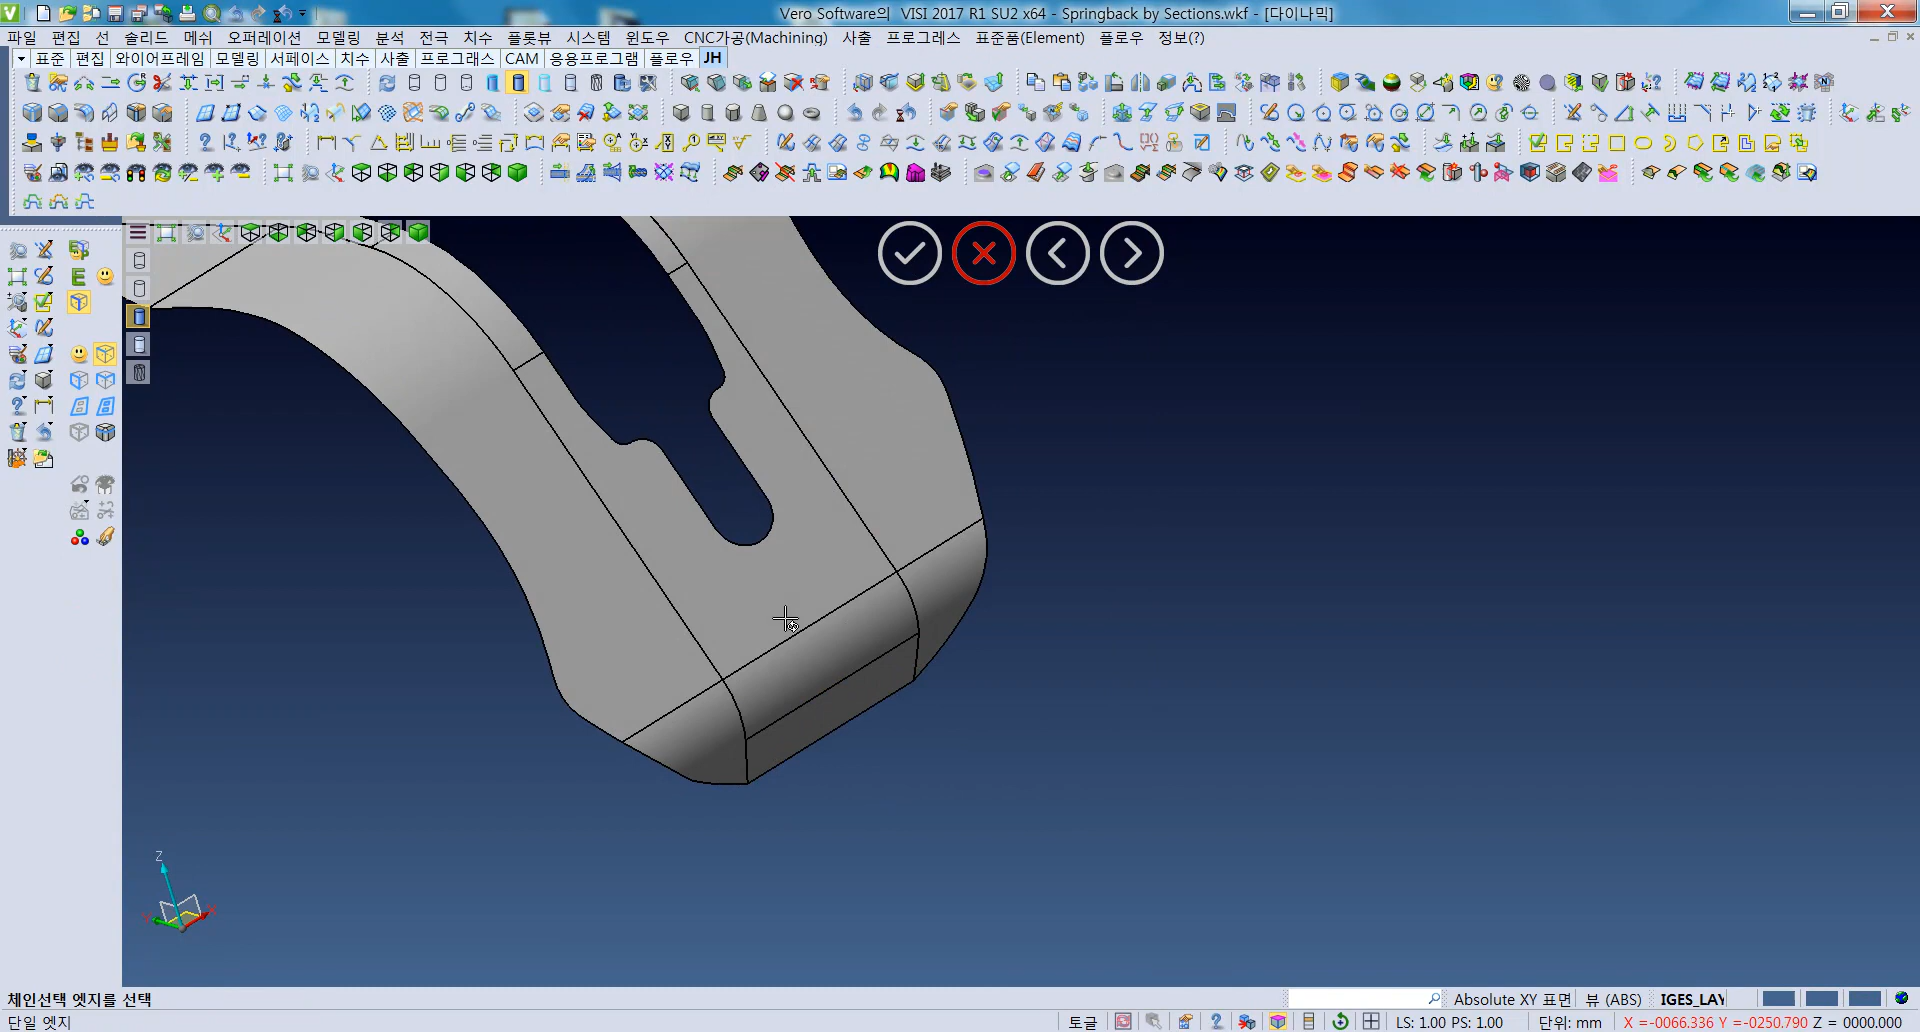 Vero Software의 VISI 2017 R1 SU2 x64 - Springback by Sections.wkf - [다이나믹]
파일 편집 선 솔리드 메쉬 오퍼레이션 모델링 분석 전극 치수 플롯뷰 시스템 윈도우 CNC가공(Machining) 사출 프로그레스 표준품(Element) 플로우 정보(?)
표준 편집 와이어프레임 모델링 서페이스 치수 사출 프로그래스 CAM 응용프로그램 플로우 JH
Z
Y X
체인선택 엣지를 선택
Absolute XY 표면 뷰 (ABS) IGES_LAY
단일 엣지
토글 LS: 1.00 PS: 1.00 단위: mm X =-0066.336 Y =-0250.790 Z = 0000.000